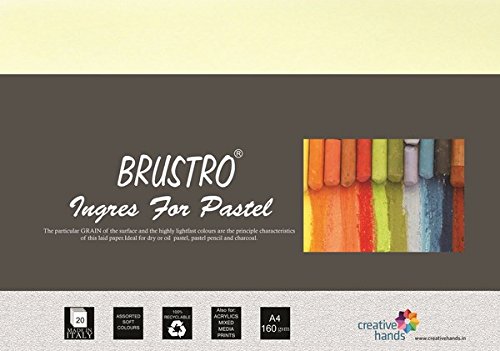 BRUSTRO®
Ingres For Pastel
The particular GRAIN of the surface and the highly lightfast colours are the principle characteristics
of this laid paper.Ideal for dry or oil pastel, pastel pencil and charcoal.
20
MADE IN
ITALY
ASSORTED
SOFT
COLOURS
100%
RECYCLABLE
Also for:
ACRYLICS
MIXED
MEDIA
PRINTS
A4
160 gsm
creative
hands
www.creativehands.in